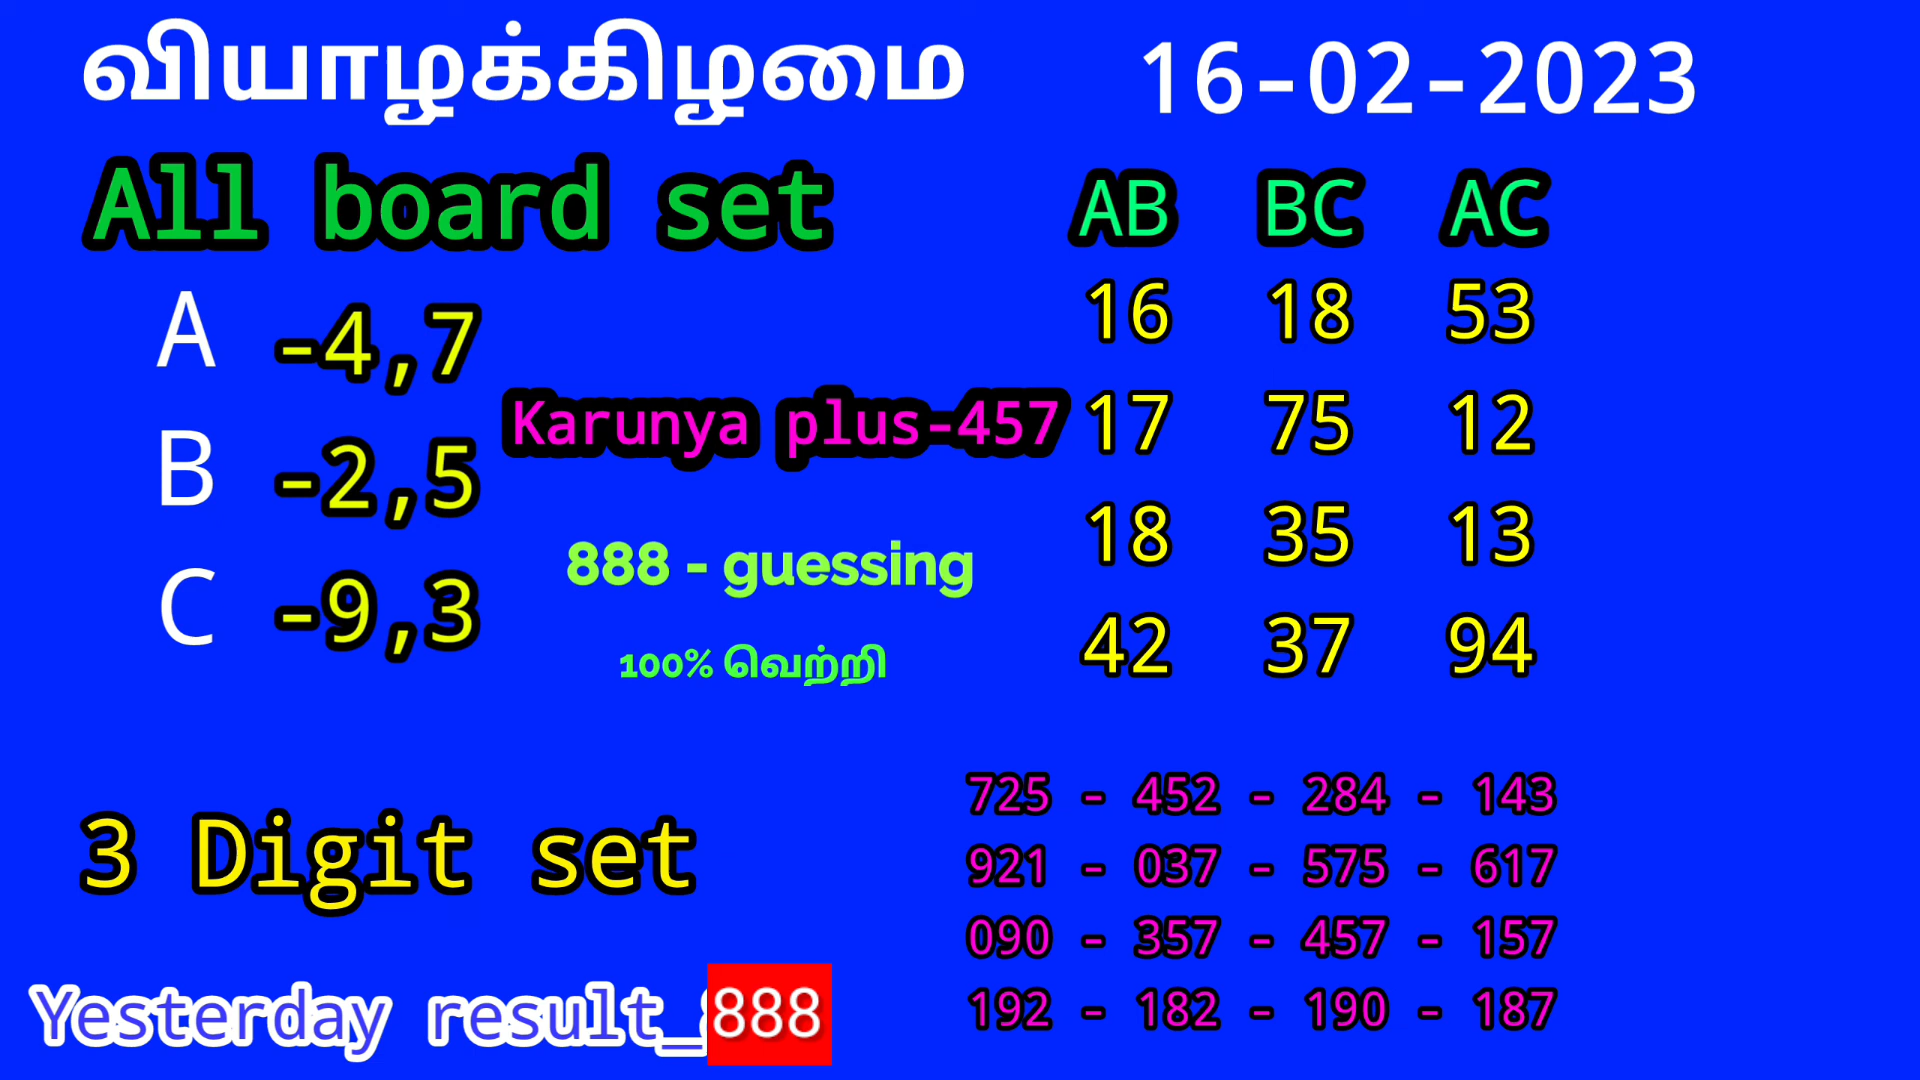 வியாழக்கிழமை 16-02-2023
All board set AB BC AC
A -4,7 16 18 53
Karunya plus-457 17 75 12
B -2,5 18 35 13
888 - guessing
C -9,3 42 37 94
100% வெற்றி
725 - 452 - 284 - 143
3 Digit set 921 - 037 - 575 - 617
090 - 357 - 457 - 157
Yesterday result_888 192 - 182 - 190 - 187